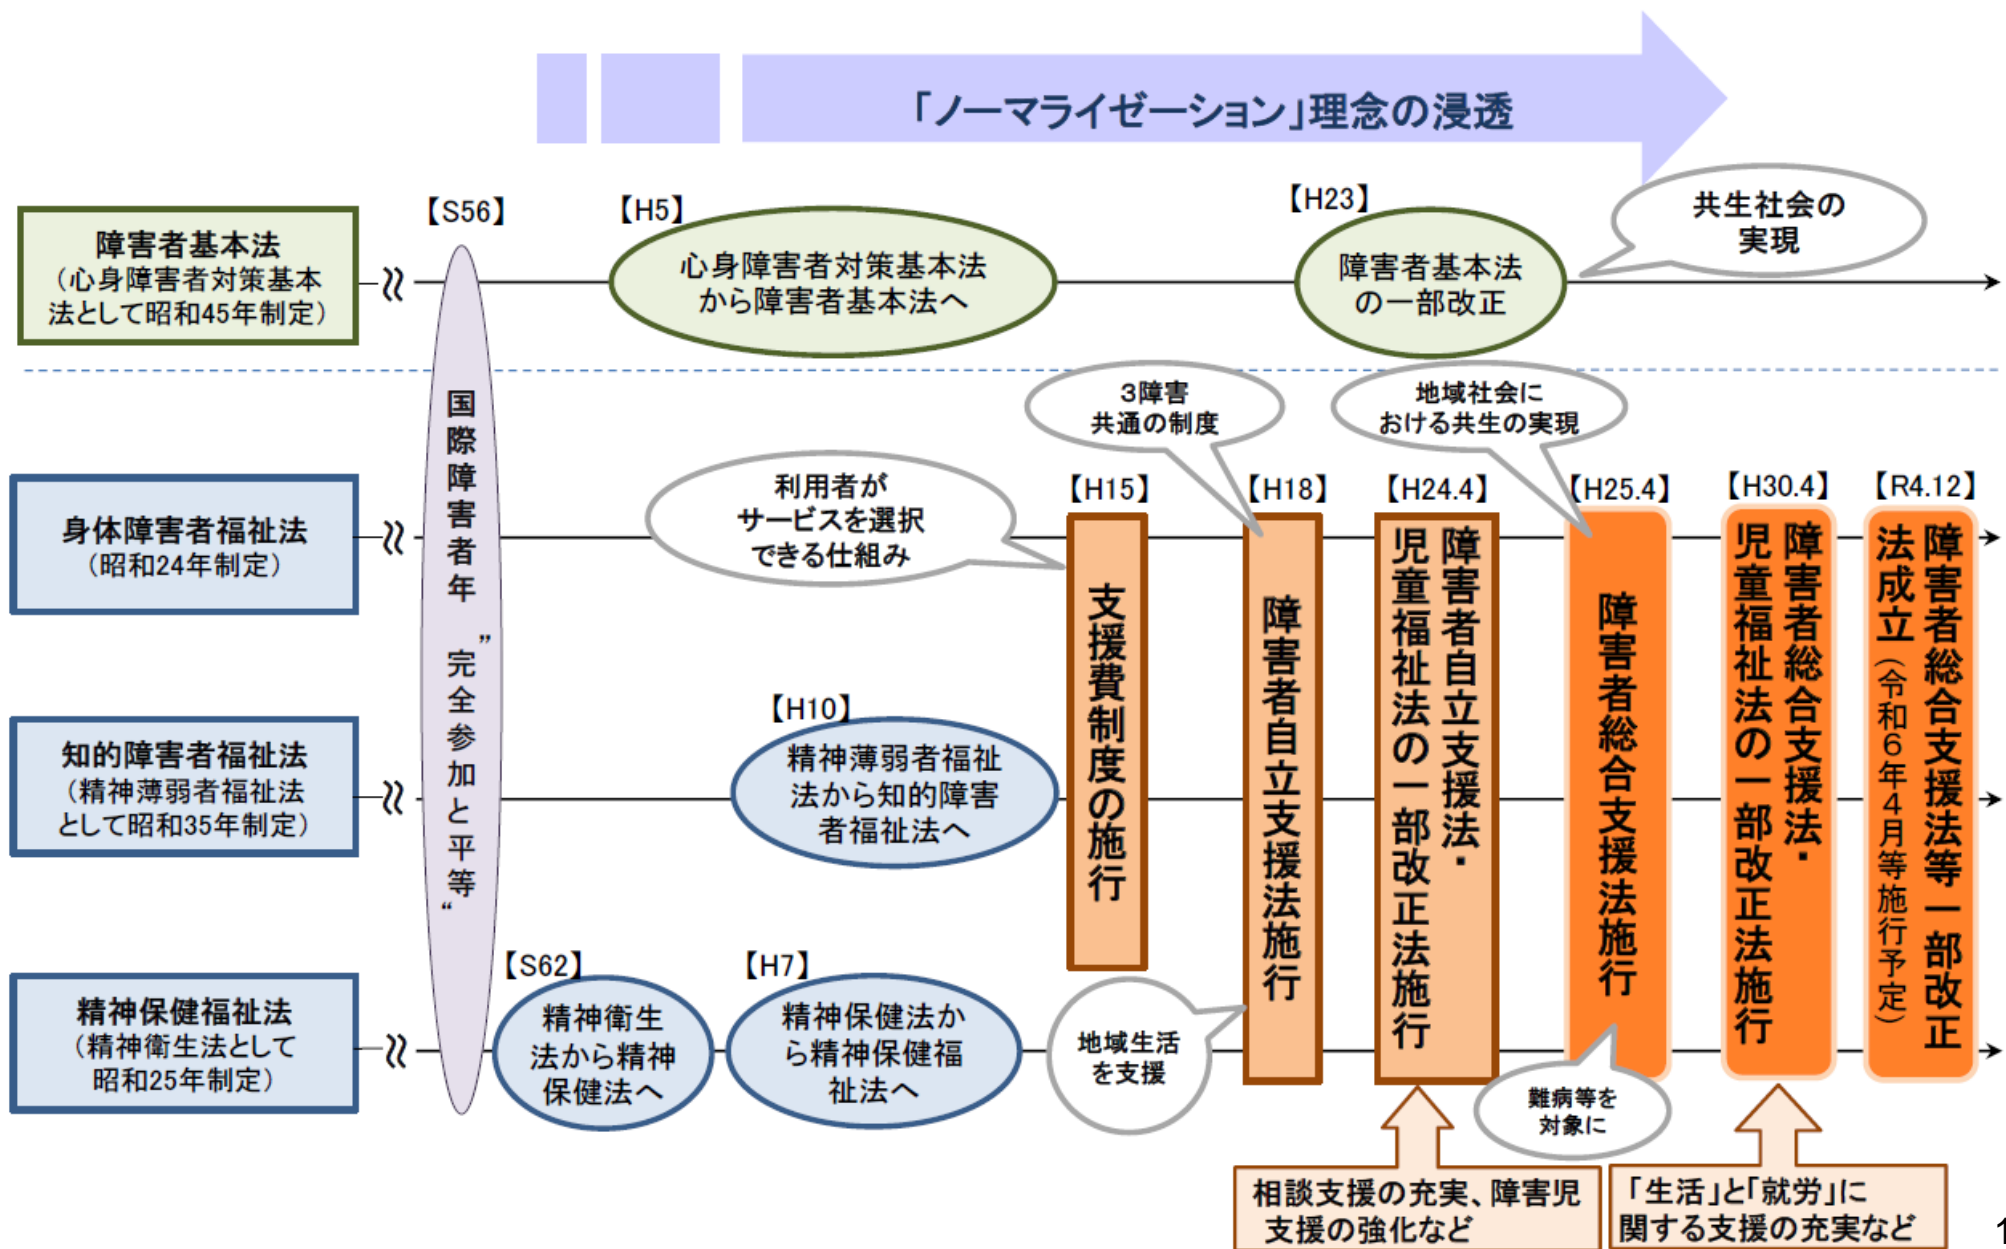 「ノーマライゼーション」理念の浸透
障害者基本法
（心身障害者対策基本
法として昭和45年制定）
【S56】
【H5】
心身障害者対策基本法
から障害者基本法へ
【H23】
障害者基本法
の一部改正
共生社会の
実現
国際障害者年　”完全参加と平等“
身体障害者福祉法
（昭和24年制定）
利用者が
サービスを選択
できる仕組み
3障害
共通の制度
地域社会に
おける共生の実現
【H15】
支援費制度の施行
【H18】
障害者自立支援法施行
【H24.4】
障害者自立支援法・
児童福祉法の一部改正法施行
【H25.4】
障害者総合支援法施行
【H30.4】
障害者総合支援法・
児童福祉法の一部改正法施行
【R4.12】
障害者総合支援法等一部改正
法成立（令和6年4月等施行予定）
知的障害者福祉法
（精神薄弱者福祉法
として昭和35年制定）
【H10】
精神薄弱者福祉
法から知的障害
者福祉法へ
精神保健福祉法
（精神衛生法として
昭和25年制定）
【S62】
精神衛生
法から精神
保健法へ
【H7】
精神保健法か
ら精神保健福
祉法へ
地域生活
を支援
難病等を
対象に
相談支援の充実、障害児
支援の強化など
「生活」と「就労」に
関する支援の充実など
1